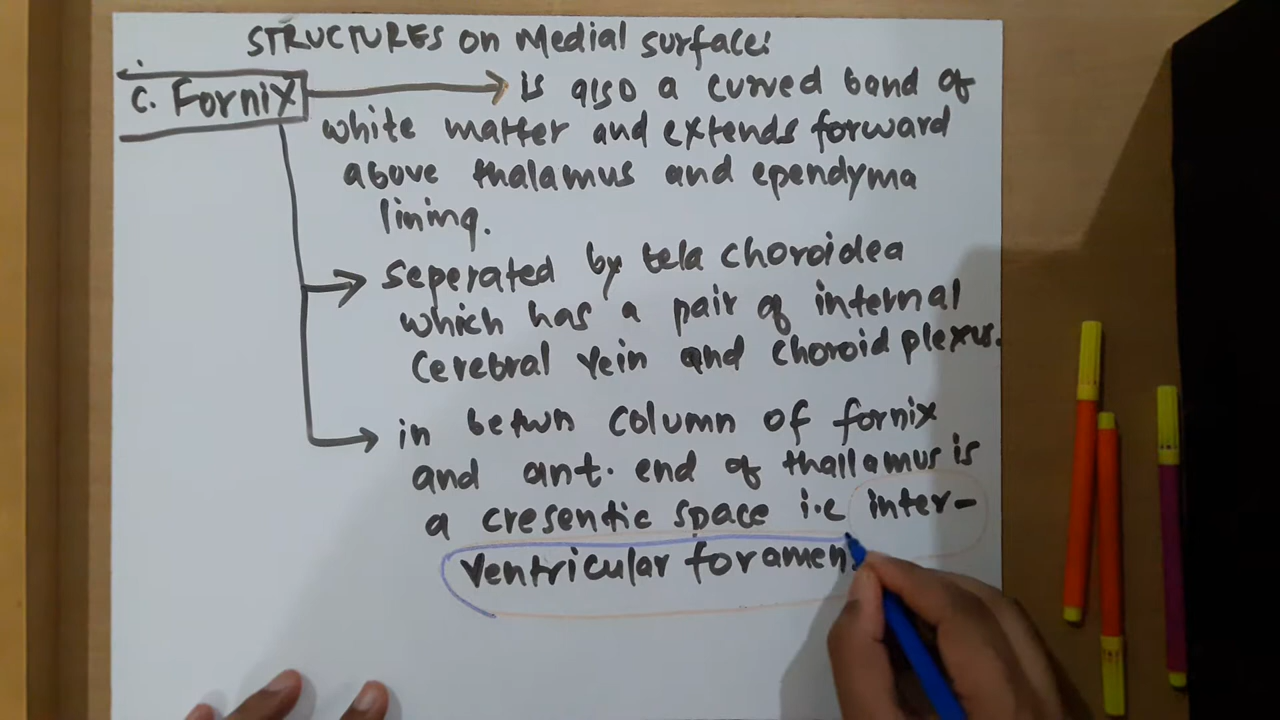 STRUCTURES on Medial surface:
C. Fornix
is also a curved band of
white matter and extends forward
above thalamus and ependyma
lining.
seperated by tela choroidea
which has a pair of internal
cerebral vein and choroid plexus.
in betwn column of fornix
and ant. end of thallamus is
a cresentic space i.e inter-
ventricular foramen